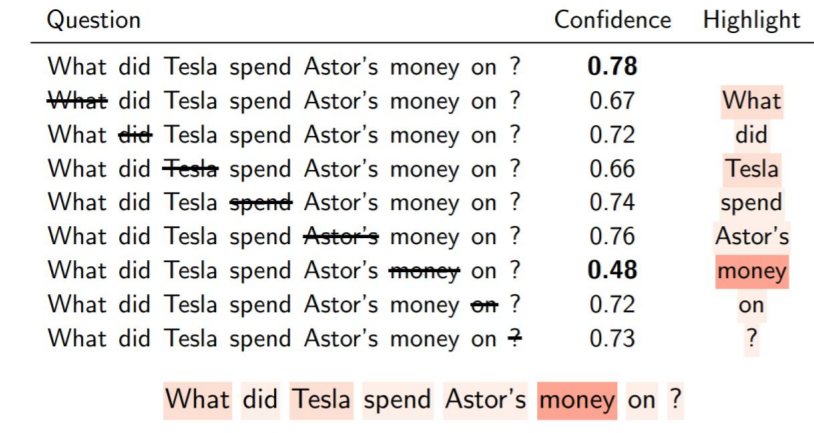 Question Confidence Highlight
What did Tesla spend Astor's money on ? 0.78
What did Tesla spend Astor's money on ? 0.67 What
What did Tesla spend Astor's money on ? 0.72 did
What did Tesla spend Astor's money on ? 0.66 Tesla
What did Tesla spend Astor's money on ? 0.74 spend
What did Tesla spend Astor's money on ? 0.76 Astor's
What did Tesla spend Astor's money on ? 0.48 money
What did Tesla spend Astor's money on ? 0.72 on
What did Tesla spend Astor's money on ? 0.73 ?
What did Tesla spend Astor's money on ?